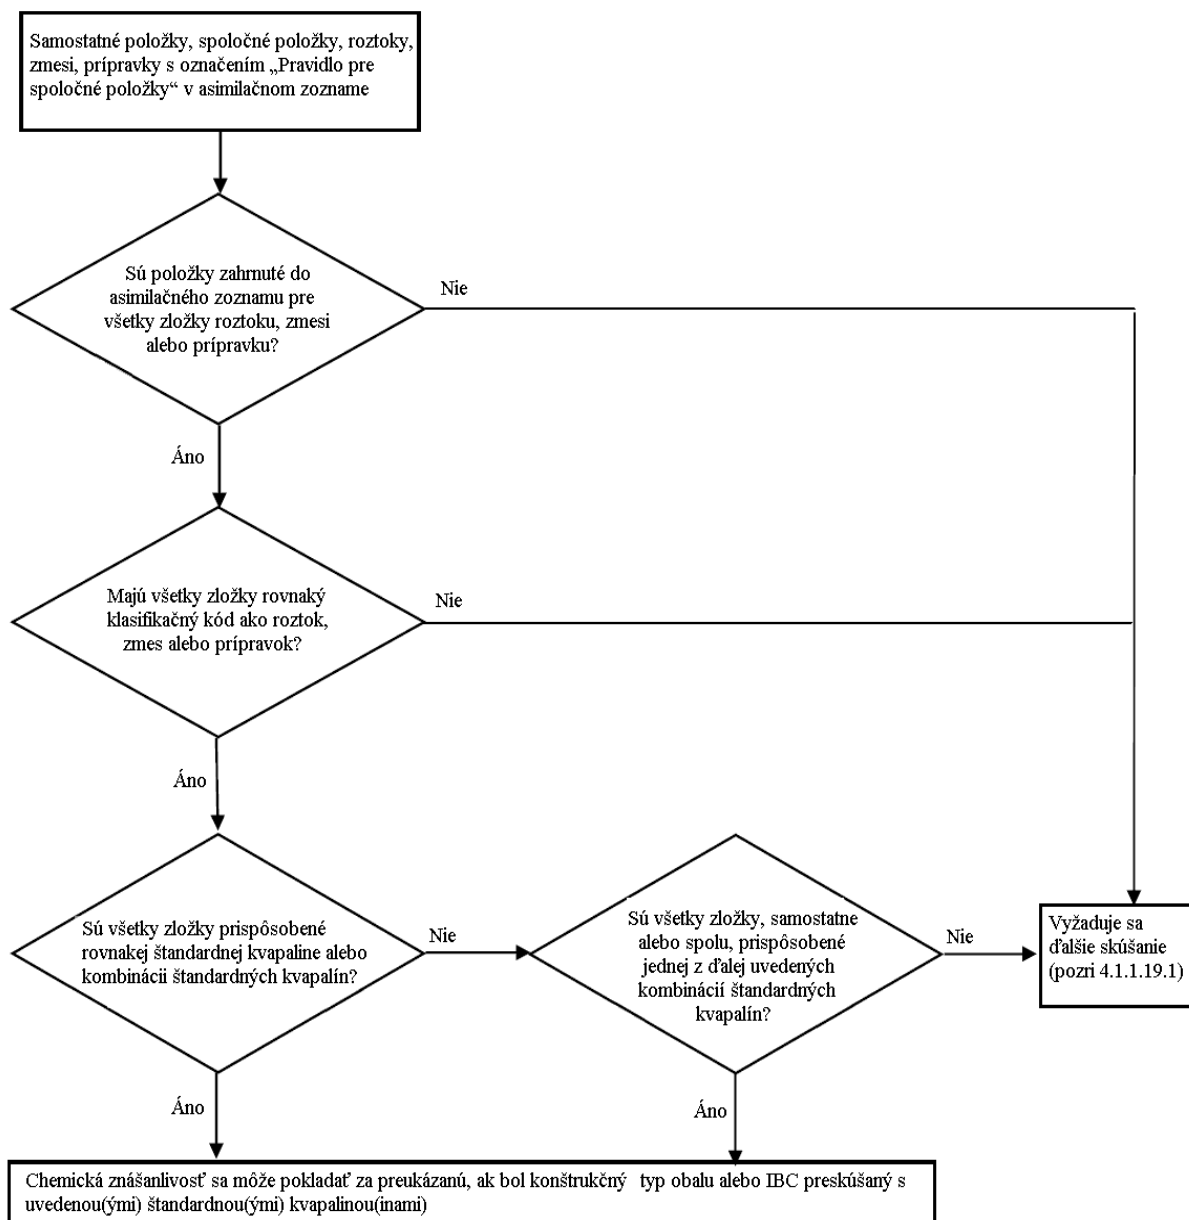 Samostatné položky, spoločné položky, roztoky,
zmesi, prípravky s označením „Pravidlo pre
spoločné položky“ v asimilačnom zozname
Sú položky zahrnuté do
asimilačného zoznamu pre
všetky zložky roztoku, zmesi
alebo prípravku?
Nie
Áno
Majú všetky zložky rovnaký
klasifikačný kód ako roztok,
zmes alebo prípravok?
Nie
Áno
Sú všetky zložky prispôsobené
rovnakej štandardnej kvapaline alebo
kombinácii štandardných kvapalín?
Nie
Sú všetky zložky, samostatne
alebo spolu, prispôsobené
jednej z ďalej uvedených
kombinácií štandardných
kvapalín?
Nie
Vyžaduje sa
ďalšie skúšanie
(pozri 4.1.1.19.1)
Áno
Áno
Chemická znášanlivosť sa môže pokladať za preukázanú, ak bol konštrukčný typ obalu alebo IBC preskúšaný s
uvedenou(ými) štandardnou(ými) kvapalinou(inami)